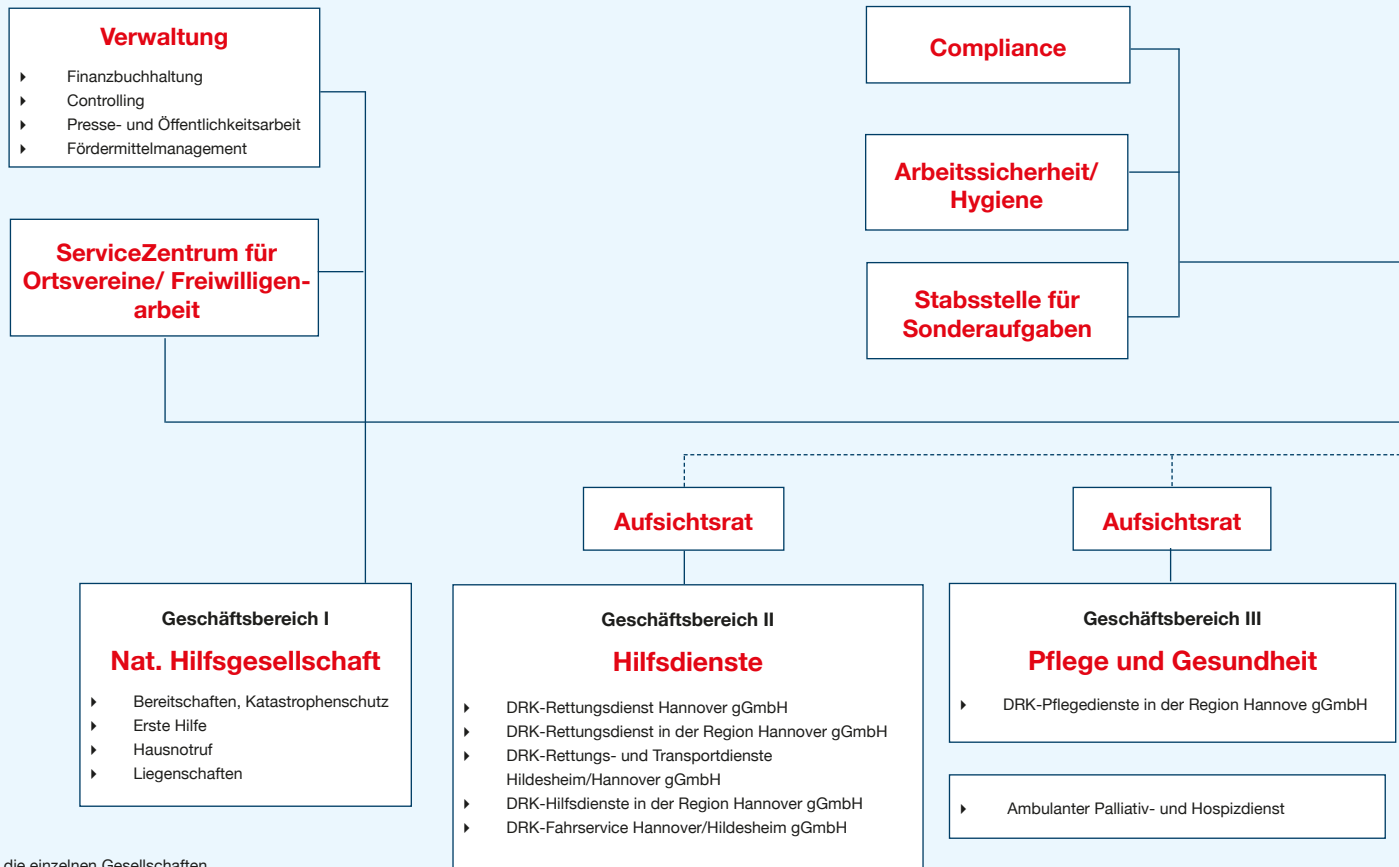 Verwaltung
Finanzbuchhaltung
Controlling
Presse- und Öffentlichkeitsarbeit
Fördermittelmanagement
ServiceZentrum für
Ortsvereine/ Freiwilligen-
arbeit
Compliance
Arbeitssicherheit/
Hygiene
Stabsstelle für
Sonderaufgaben
Aufsichtsrat
Aufsichtsrat
Geschäftsbereich I
Nat. Hilfsgesellschaft
Bereitschaften, Katastrophenschutz
Erste Hilfe
Hausnotruf
Liegenschaften
Geschäftsbereich II
Hilfsdienste
DRK-Rettungsdienst Hannover gGmbH
DRK-Rettungsdienst in der Region Hannover gGmbH
DRK-Rettungs- und Transportdienste
Hildesheim/Hannover gGmbH
DRK-Hilfsdienste in der Region Hannover gGmbH
DRK-Fahrservice Hannover/Hildesheim gGmbH
Geschäftsbereich III
Pflege und Gesundheit
DRK-Pflegedienste in der Region Hannove gGmbH
Ambulanter Palliativ- und Hospizdienst
die einzelnen Gesellschaften